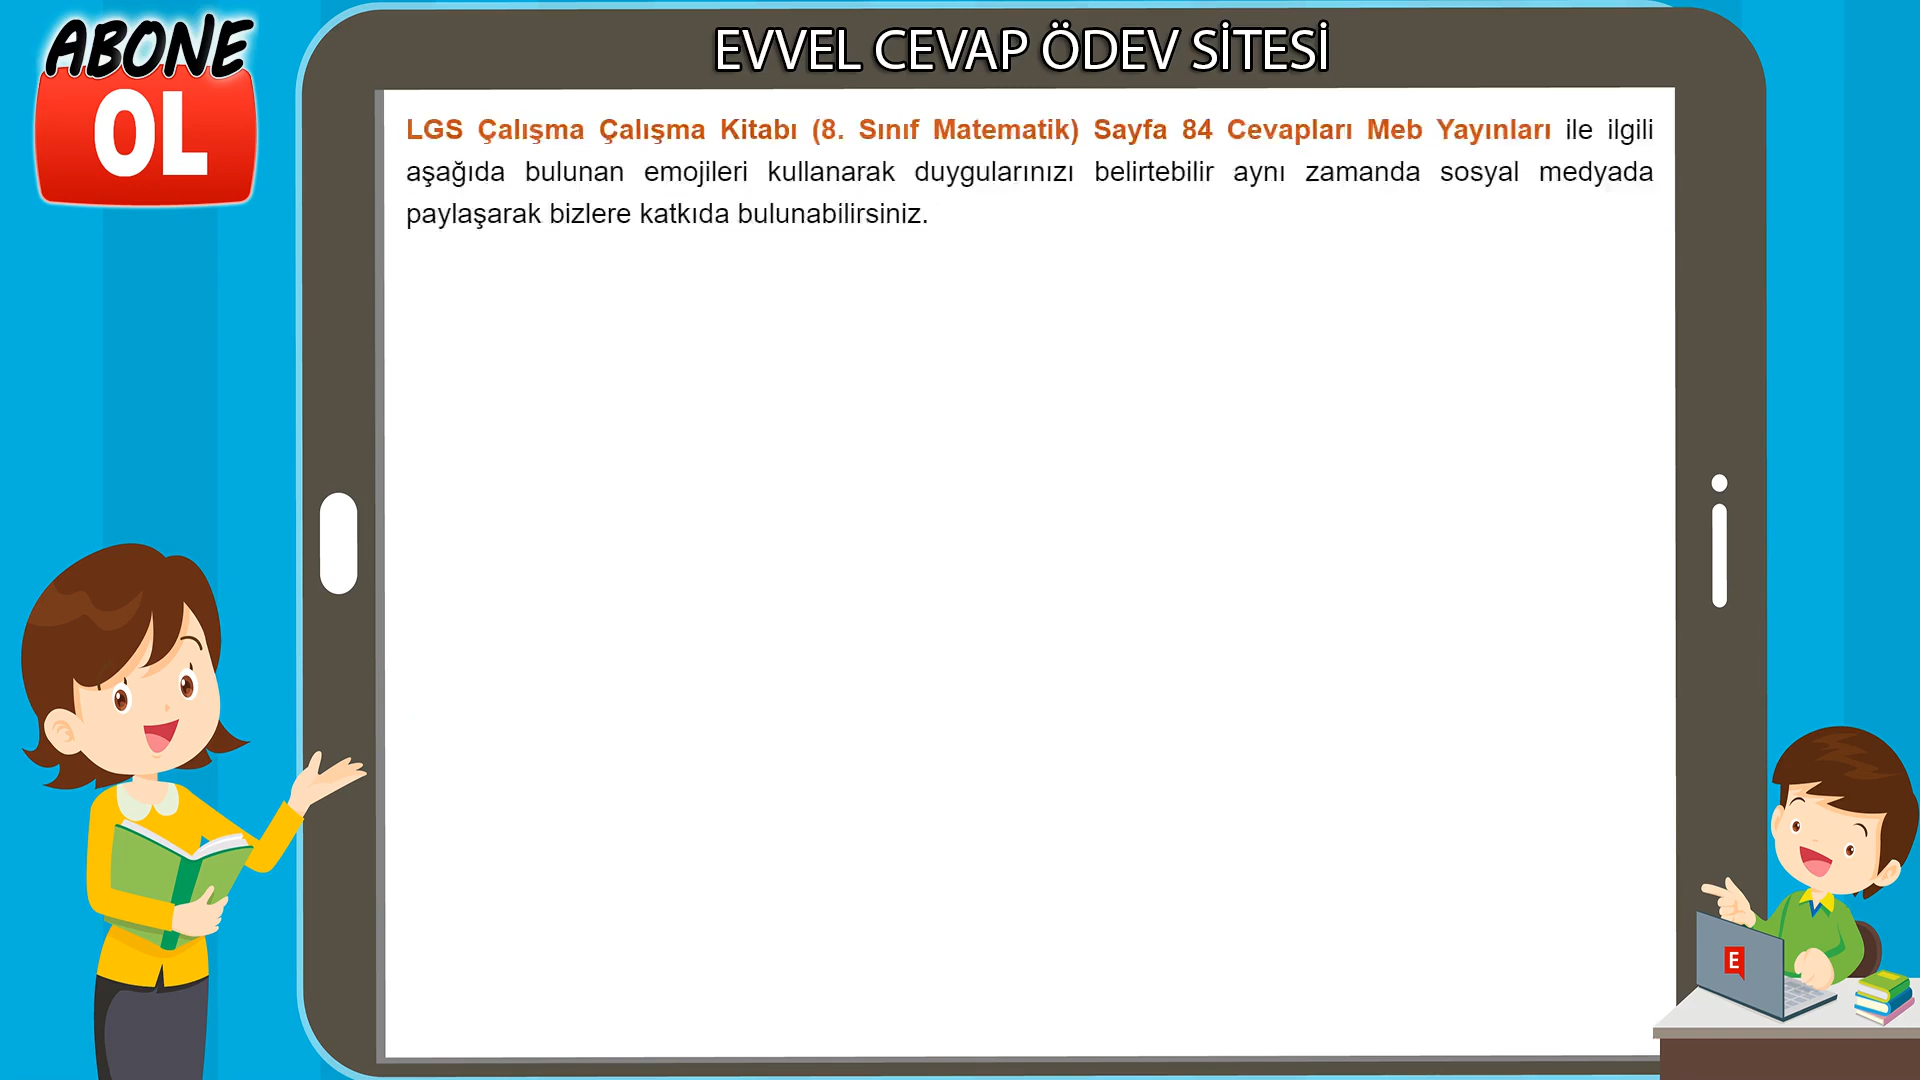 ABONE
OL
EVVEL CEVAP ÖDEV SİTESİ
LGS Çalışma Çalışma Kitabı (8. Sınıf Matematik) Sayfa 84 Cevapları Meb Yayınları ile ilgili
aşağıda bulunan emojileri kullanarak duygularınızı belirtebilir aynı zamanda sosyal medyada
paylaşarak bizlere katkıda bulunabilirsiniz.
E